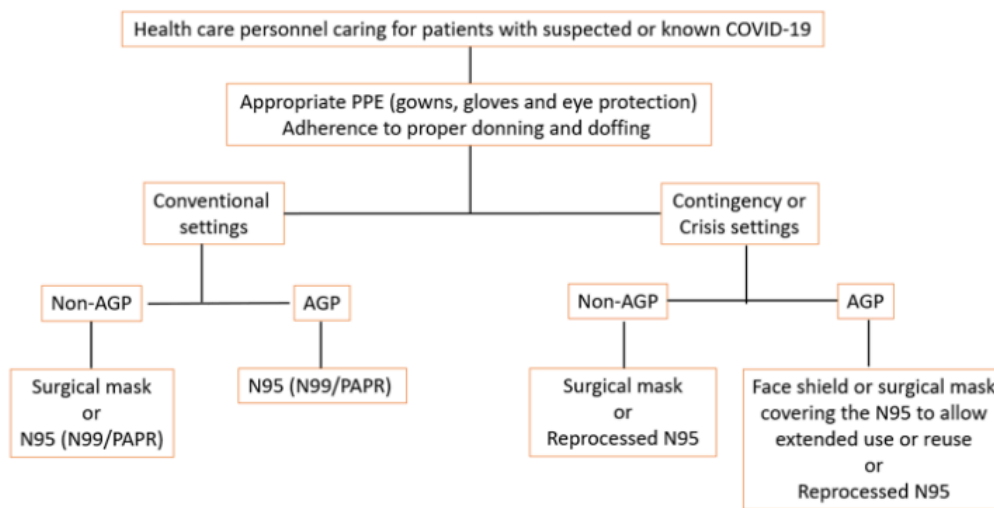 Health care personnel caring for patients with suspected or known COVID-19
Appropriate PPE (gowns, gloves and eye protection)
Adherence to proper donning and doffing
Conventional
settings
Contingency or
Crisis settings
Non-AGP
AGP
Non-AGP
AGP
Surgical mask
or
N95 (N99/PAPR)
N95 (N99/PAPR)
Surgical mask
or
Reprocessed N95
Face shield or surgical mask
covering the N95 to allow
extended use or reuse
or
Reprocessed N95